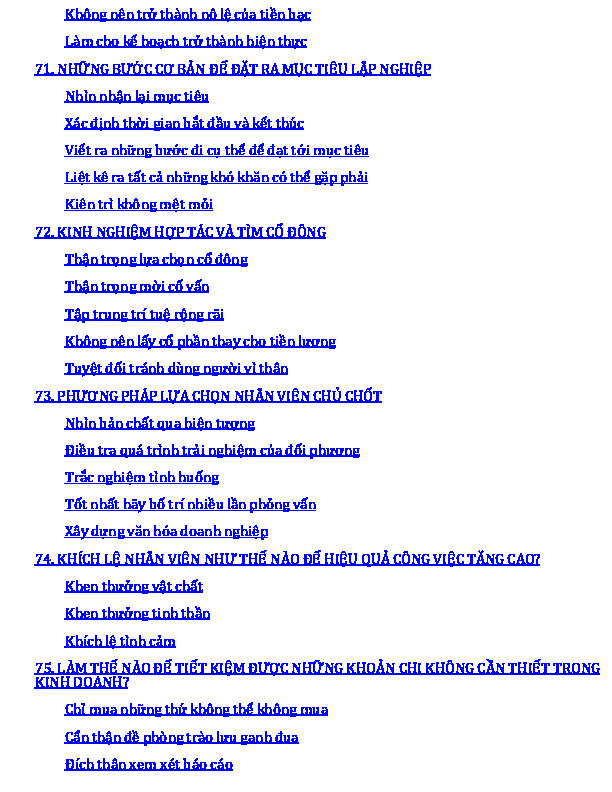 Không nên trở thành nô lệ của tiền bạc
Làm cho kế hoạch trở thành hiện thực
71. NHỮNG BƯỚC CƠ BẢN ĐỂ ĐẶT RA MỤC TIÊU LẬP NGHIỆP
Nhìn nhận lại mục tiêu
Xác định thời gian bắt đầu và kết thúc
Viết ra những bước đi cụ thể để đạt tới mục tiêu
Liệt kê ra tất cả những khó khăn có thể gặp phải
Kiên trì không mệt mỏi
72. KINH NGHIỆM HỢP TÁC VÀ TÌM CỔ ĐÔNG
Thận trọng lựa chọn cổ đông
Thận trọng mời cố vấn
Tập trung trí tuệ rộng rãi
Không nên lấy cổ phần thay cho tiền lương
Tuyệt đối tránh dùng người vì thân
73. PHƯƠNG PHÁP LỰA CHỌN NHÂN VIÊN CHỦ CHỐT
Nhìn bản chất qua hiện tượng
Điều tra quá trình trải nghiệm của đối phương
Trắc nghiệm tình huống
Tốt nhất hãy bố trí nhiều lần phỏng vấn
Xây dựng văn hóa doanh nghiệp
74. KHÍCH LỆ NHÂN VIÊN NHƯ THẾ NÀO ĐỂ HIỆU QUẢ CÔNG VIỆC TĂNG CAO?
Khen thưởng vật chất
Khen thưởng tinh thần
Khích lệ tình cảm
75. LÀM THẾ NÀO ĐỂ TIẾT KIỆM ĐƯỢC NHỮNG KHOẢN CHI KHÔNG CẦN THIẾT TRONG
KINH DOANH?
Chỉ mua những thứ không thể không mua
Cẩn thận đề phòng trào lưu ganh đua
Đích thân xem xét báo cáo